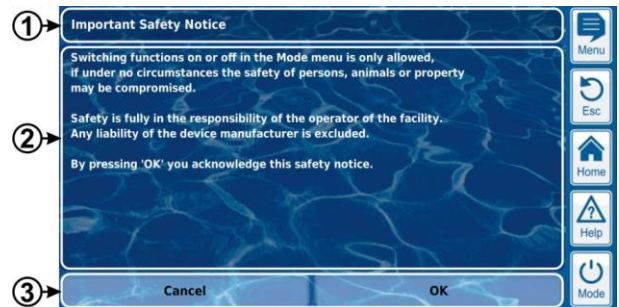 1
Important Safety Notice
Menu
2
Switching functions on or off in the Mode menu is only allowed,
if under no circumstances the safety of persons, animals or property
may be compromised.
Safety is fully in the responsibility of the operator of the facility.
Any liability of the device manufacturer is excluded.
By pressing 'OK' you acknowledge this safety notice.
Esc
Home
?
Help
3
Cancel
OK
Mode